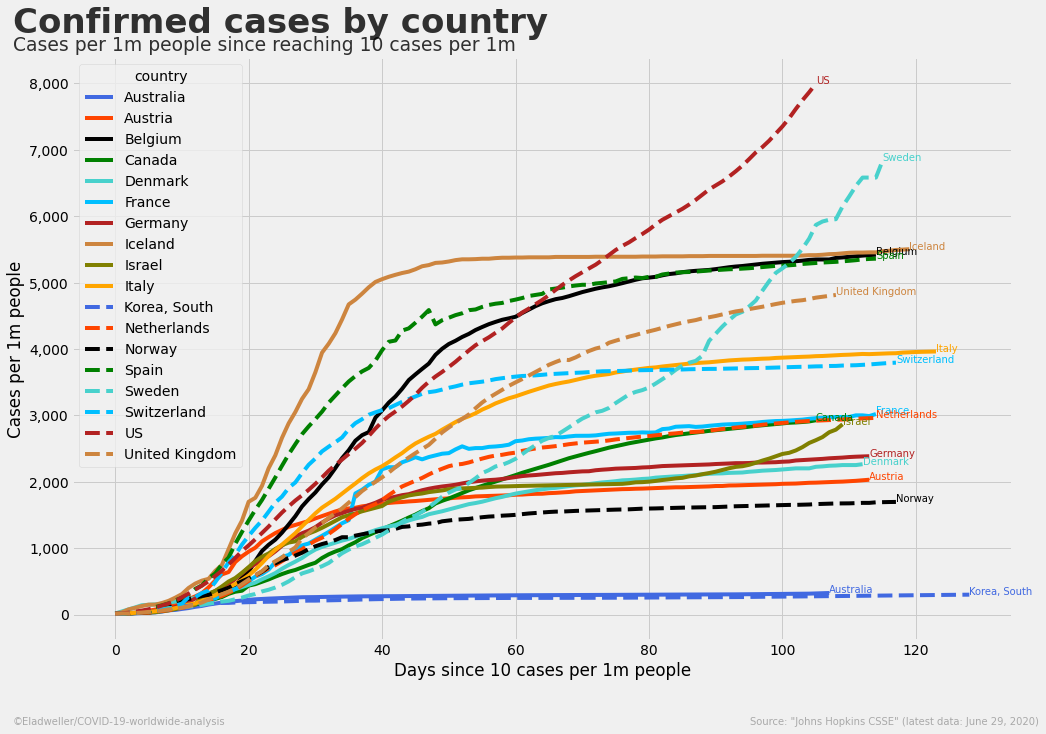 Confirmed cases by country
Cases per 1m people since reaching 10 cases per 1m
country
Australia
Austria
Belgium
Canada
Denmark
France
Germany
Iceland
Israel
Italy
Korea, South
Netherlands
Norway
Spain
Sweden
Switzerland
US
United Kingdom
8,000
7,000
6,000
5,000
4,000
3,000
2,000
1,000
0
Cases per 1m people
US
Sweden
Iceland
Belgium
Spain
United Kingdom
Italy
Switzerland
France
Netherlands
Canada
Israel
Germany
Denmark
Austria
Norway
Australia
Korea, South
0 20 40 60 80 100 120
Days since 10 cases per 1m people
©Eladweller/COVID-19-worldwide-analysis
Source: "Johns Hopkins CSSE" (latest data: June 29, 2020)